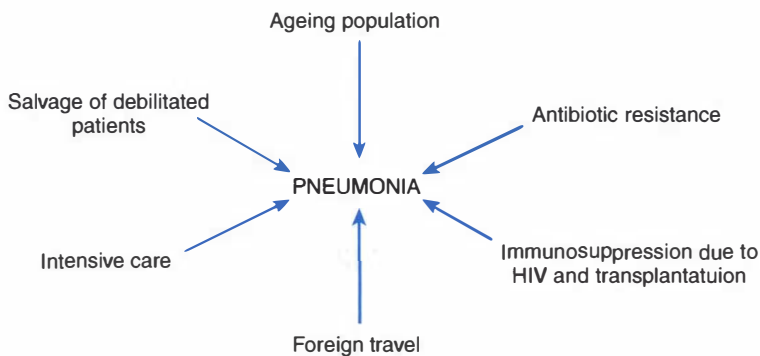 Ageing population
Salvage of debilitated
patients
Antibiotic resistance
PNEUMONIA
Intensive care
Immunosuppression due to
HIV and transplantatuion
Foreign travel